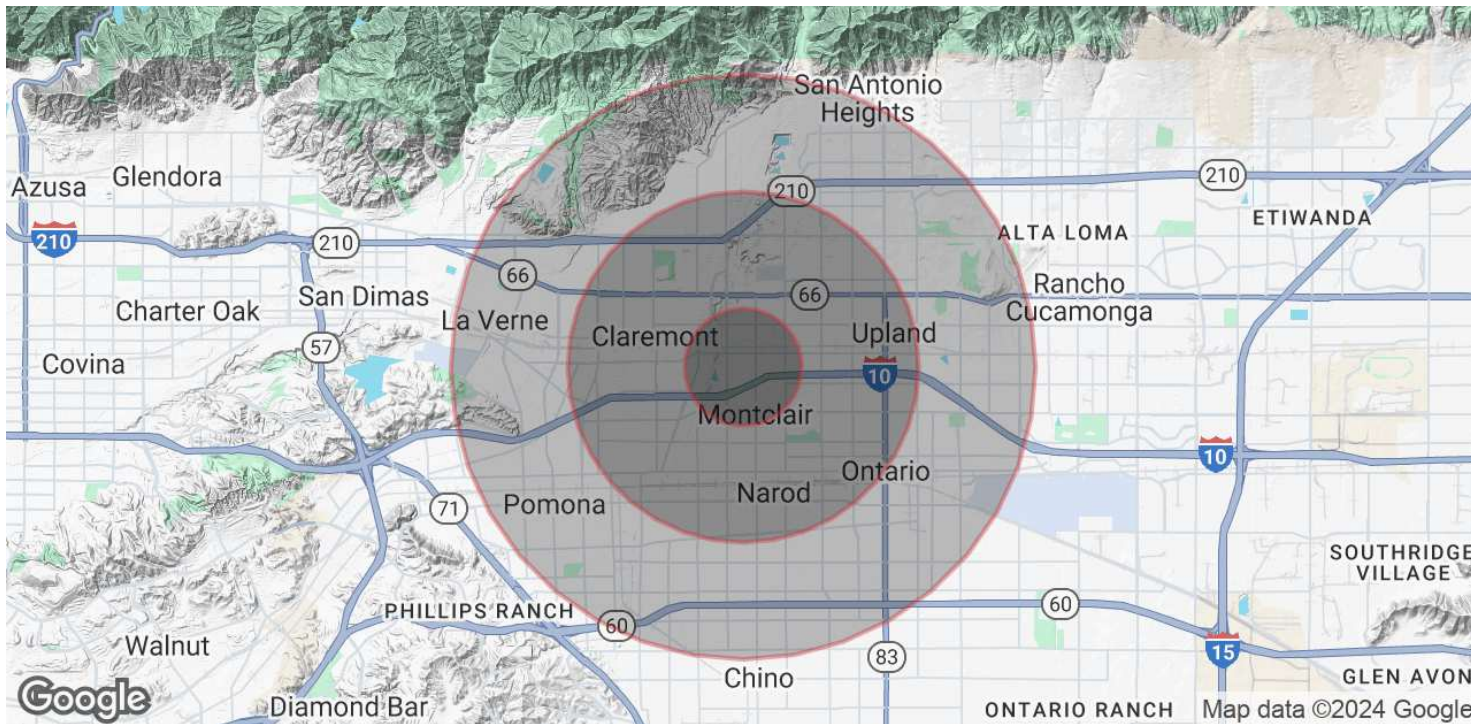 San Antonio
Heights
Azusa
Glendora
210
210
ALTA LOMA
ETIWANDA
210
210
66
66
Charter Oak
San Dimas
La Verne
Rancho
Cucamonga
Claremont
Upland
Covina
57
10
Montclair
Ontario
10
71
Pomona
Narod
SOUTHRIDGE
VILLAGE
PHILLIPS RANCH
60
60
Walnut
83
15
Chino
GLEN AVON
Google
Diamond Bar
ONTARIO RANCH
Map data ©2024 Google